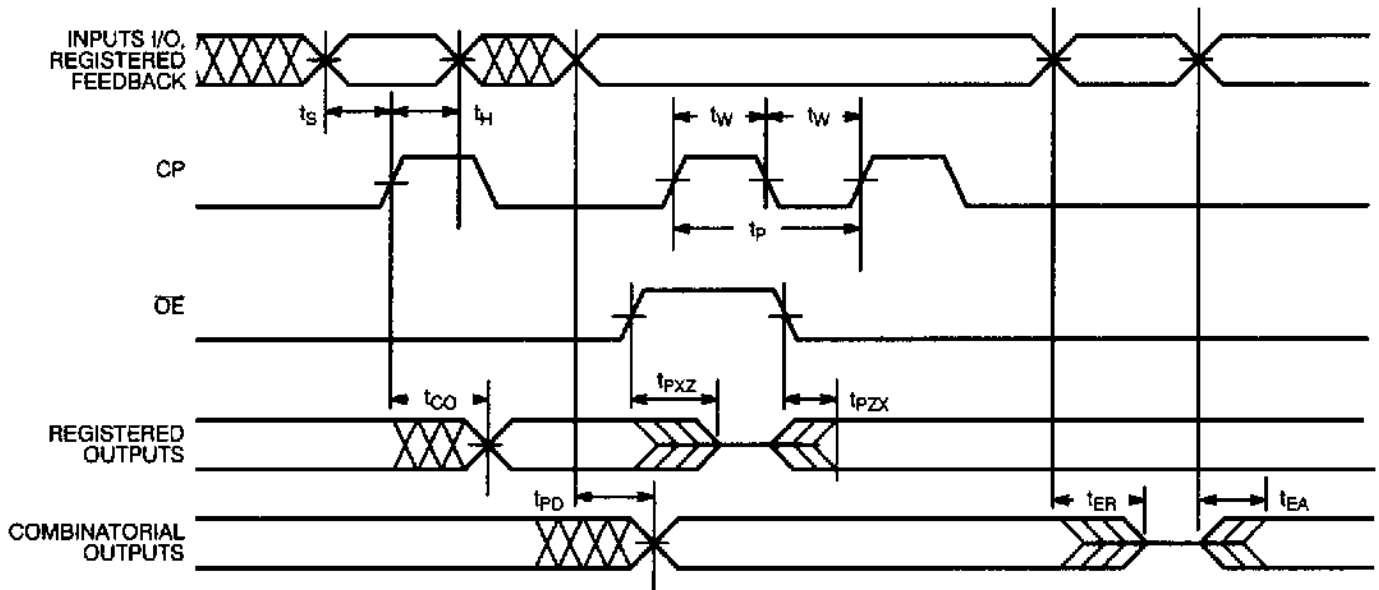 INPUTS I/O,
REGISTERED
FEEDBACK
tS
tH
tW
tW
CP
tP
OE
tCO
tPXZ
tPZX
REGISTERED
OUTPUTS
tPD
tER
tEA
COMBINATORIAL
OUTPUTS